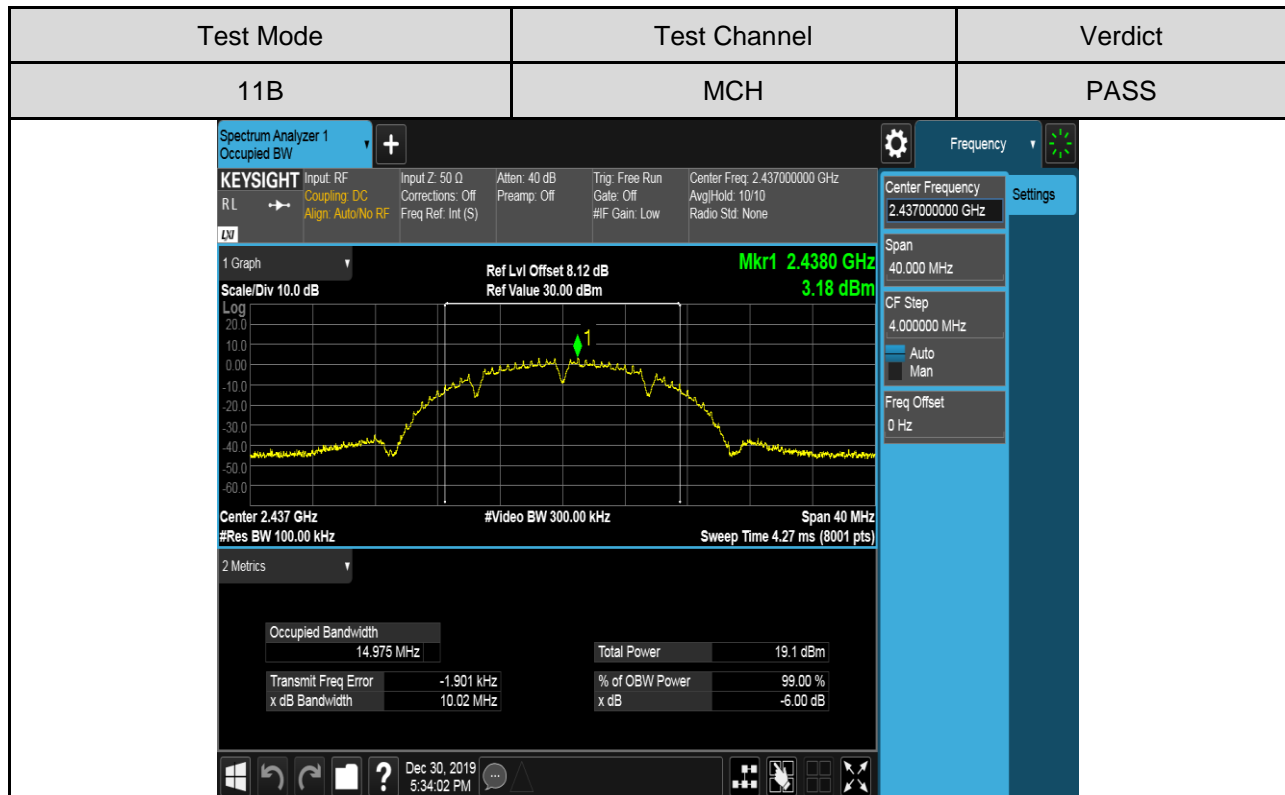 Test Mode Test Channel Verdict
11B MCH PASS
Spectrum Analyzer 1
Occupied BW
+
Frequency
KEYSIGHT Input: RF Input Z: 50 Ω Atten: 40 dB Trig: Free Run Center Freq: 2.437000000 GHz
RL Coupling: DC Corrections: Off Preamp: Off Gate: Off Avg|Hold: 10/10
Align: Auto/No RF Freq Ref: Int (S) #IF Gain: Low Radio Std: None
LXI
Center Frequency
2.437000000 GHz
Settings
Span
40.000 MHz
CF Step
4.000000 MHz
Auto
Man
Freq Offset
0 Hz
1 Graph Ref Lvl Offset 8.12 dB Mkr1 2.4380 GHz
Scale/Div 10.0 dB Ref Value 30.00 dBm 3.18 dBm
Log
20.0
10.0
0.00
-10.0
-20.0
-30.0
-40.0
-50.0
-60.0
1
Center 2.437 GHz #Video BW 300.00 kHz Span 40 MHz
#Res BW 100.00 kHz Sweep Time 4.27 ms (8001 pts)
2 Metrics
Occupied Bandwidth
14.975 MHz Total Power 19.1 dBm
Transmit Freq Error -1.901 kHz % of OBW Power 99.00 %
x dB Bandwidth 10.02 MHz x dB -6.00 dB
? Dec 30, 2019
5:34:02 PM